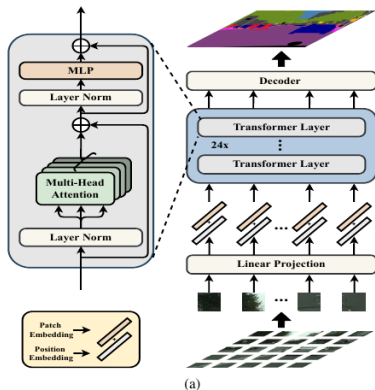 MLP
Layer Norm
Multi-Head
Attention
Layer Norm
Patch
Embedding
Position
Embedding
Decoder
Transformer Layer
24x
Transformer Layer
Linear Projection
(a)